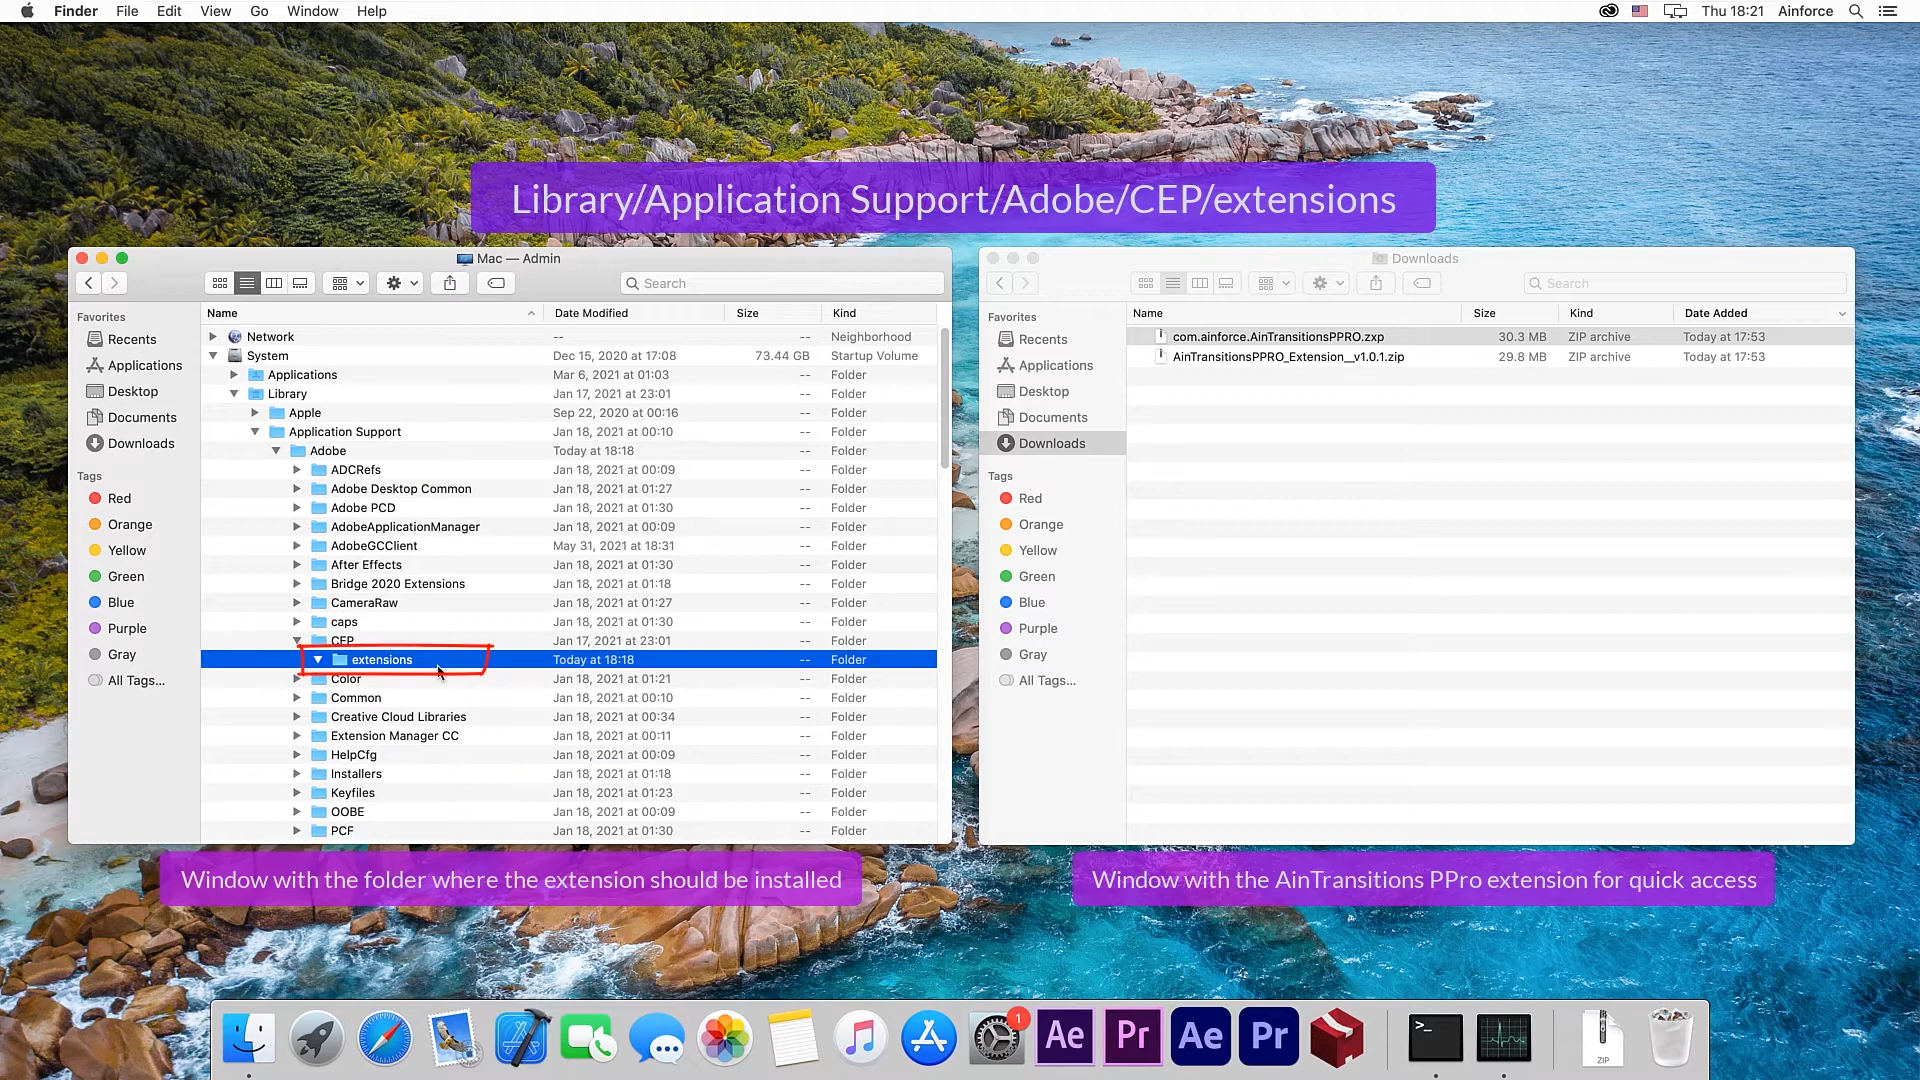 Finder File Edit View Go Window Help Thu 18:21 Ainforce
Library/Application Support/Adobe/CEP/extensions
Mac — Admin
Search
Name Date Modified Size Kind
Favorites
Recents
Applications
Desktop
Documents
Downloads
Tags
Red
Orange
Yellow
Green
Blue
Purple
Gray
All Tags...
Network -- Neighborhood
System Dec 15, 2020 at 17:08 73.44 GB Startup Volume
Applications Mar 6, 2021 at 01:03 -- Folder
Library Jan 17, 2021 at 23:01 -- Folder
Apple Sep 22, 2020 at 00:16 -- Folder
Application Support Jan 18, 2021 at 00:10 -- Folder
Adobe Today at 18:18 -- Folder
ADCRefs Jan 18, 2021 at 00:09 -- Folder
Adobe Desktop Common Jan 18, 2021 at 01:27 -- Folder
Adobe PCD Jan 18, 2021 at 01:30 -- Folder
AdobeApplicationManager Jan 18, 2021 at 00:09 -- Folder
AdobeGCClient May 31, 2021 at 18:31 -- Folder
After Effects Jan 18, 2021 at 01:30 -- Folder
Bridge 2020 Extensions Jan 18, 2021 at 01:18 -- Folder
CameraRaw Jan 18, 2021 at 01:27 -- Folder
caps Jan 18, 2021 at 01:30 -- Folder
CEP Jan 17, 2021 at 23:01 -- Folder
extensions Today at 18:18 -- Folder
Color Jan 18, 2021 at 01:21 -- Folder
Common Jan 18, 2021 at 00:10 -- Folder
Creative Cloud Libraries Jan 18, 2021 at 00:34 -- Folder
Extension Manager CC Jan 18, 2021 at 00:11 -- Folder
HelpCfg Jan 18, 2021 at 00:09 -- Folder
Installers Jan 18, 2021 at 01:18 -- Folder
Keyfiles Jan 18, 2021 at 01:23 -- Folder
OOBE Jan 18, 2021 at 00:09 -- Folder
PCF Jan 18, 2021 at 01:30 -- Folder
Downloads
Search
Name Size Kind Date Added
Favorites
Recents
Applications
Desktop
Documents
Downloads
Tags
Red
Orange
Yellow
Green
Blue
Purple
Gray
All Tags...
com.ainforce.AinTransitionsPPRO.zxp 30.3 MB ZIP archive Today at 17:53
AinTransitionsPPRO_Extension__v1.0.1.zip 29.8 MB ZIP archive Today at 17:53
Window with the folder where the extension should be installed
Window with the AinTransitions PPro extension for quick access
1
Ae Pr Ae Pr >_ ZIP